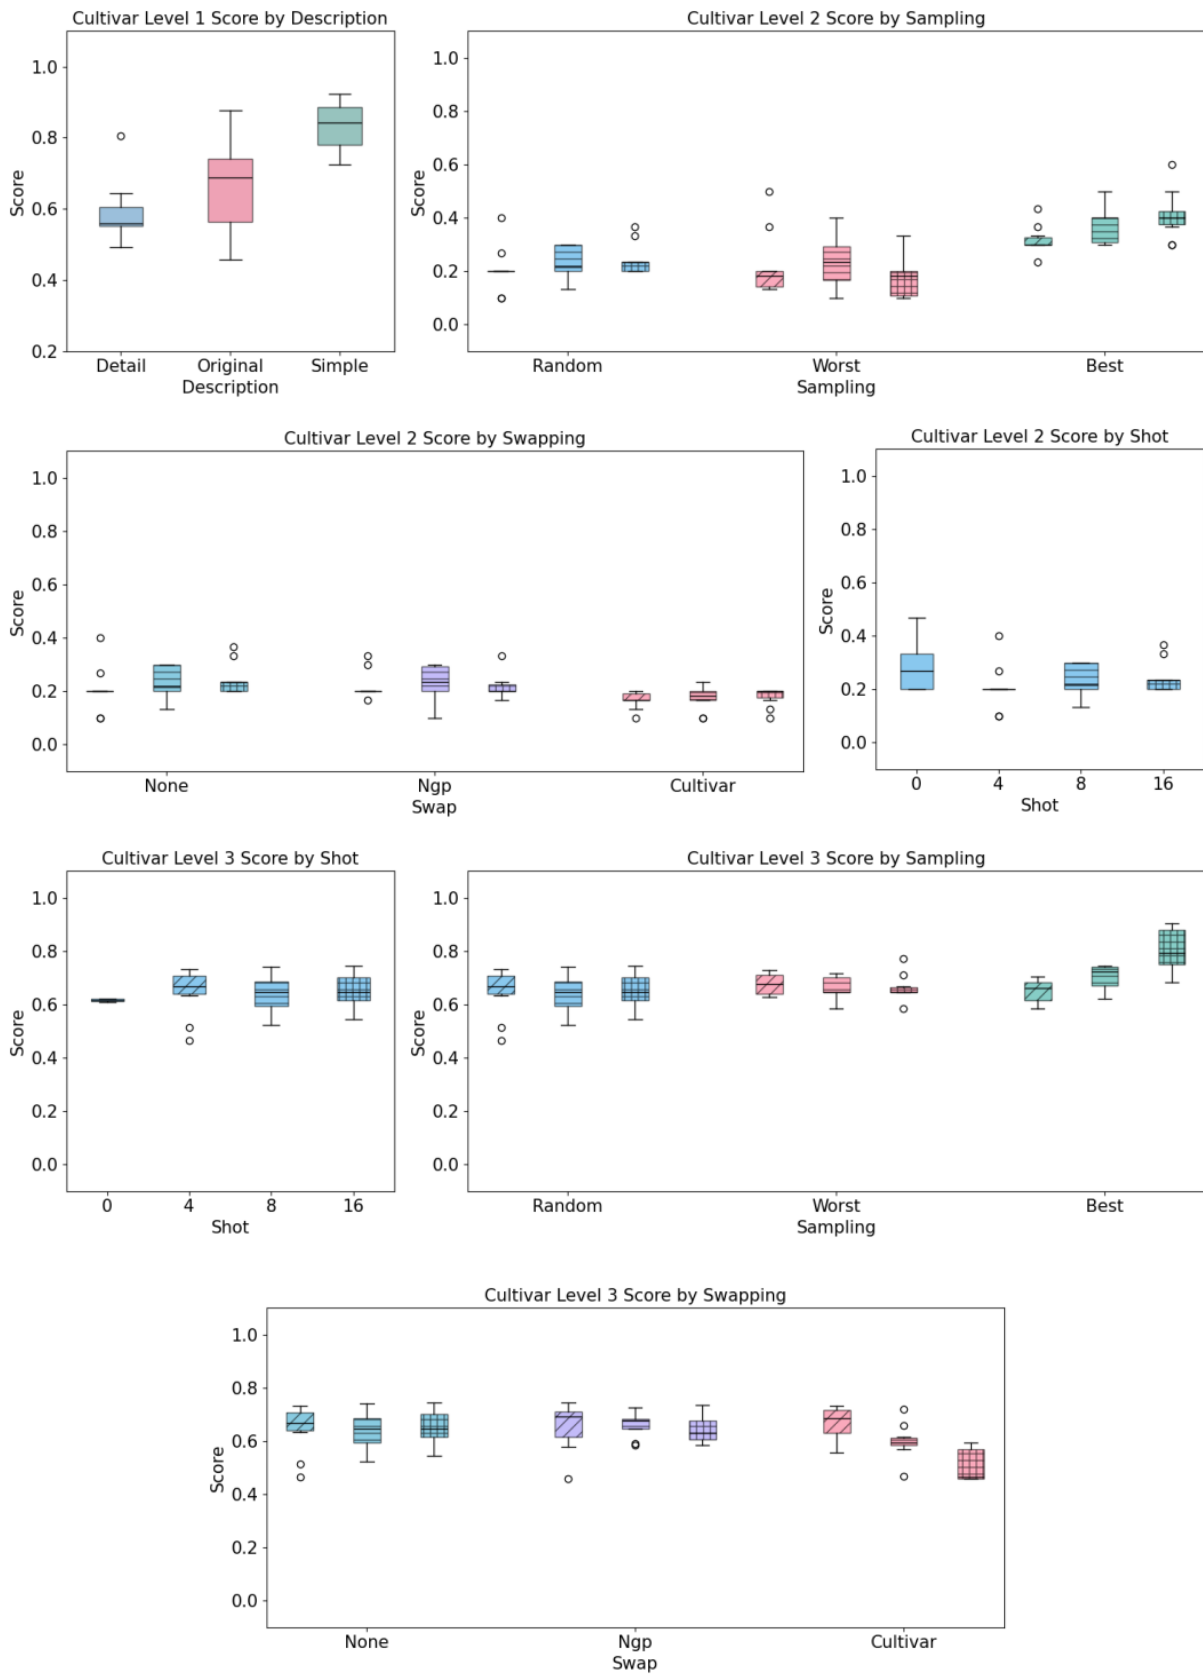 Cultivar Level 1 Score by Description
1.0
0.8
0.6
0.4
0.2
Score
Detail Original Simple
Description
Cultivar Level 2 Score by Sampling
1.0
0.8
0.6
0.4
0.2
0.0
Score
Random Worst Best
Sampling
Cultivar Level 2 Score by Swapping
1.0
0.8
0.6
0.4
0.2
0.0
Score
None Ngp Cultivar
Swap
Cultivar Level 2 Score by Shot
1.0
0.8
0.6
0.4
0.2
0.0
Score
0 4 8 16
Shot
Cultivar Level 3 Score by Shot
1.0
0.8
0.6
0.4
0.2
0.0
Score
0 4 8 16
Shot
Cultivar Level 3 Score by Sampling
1.0
0.8
0.6
0.4
0.2
0.0
Score
Random Worst Best
Sampling
Cultivar Level 3 Score by Swapping
1.0
0.8
0.6
0.4
0.2
0.0
Score
None Ngp Cultivar
Swap